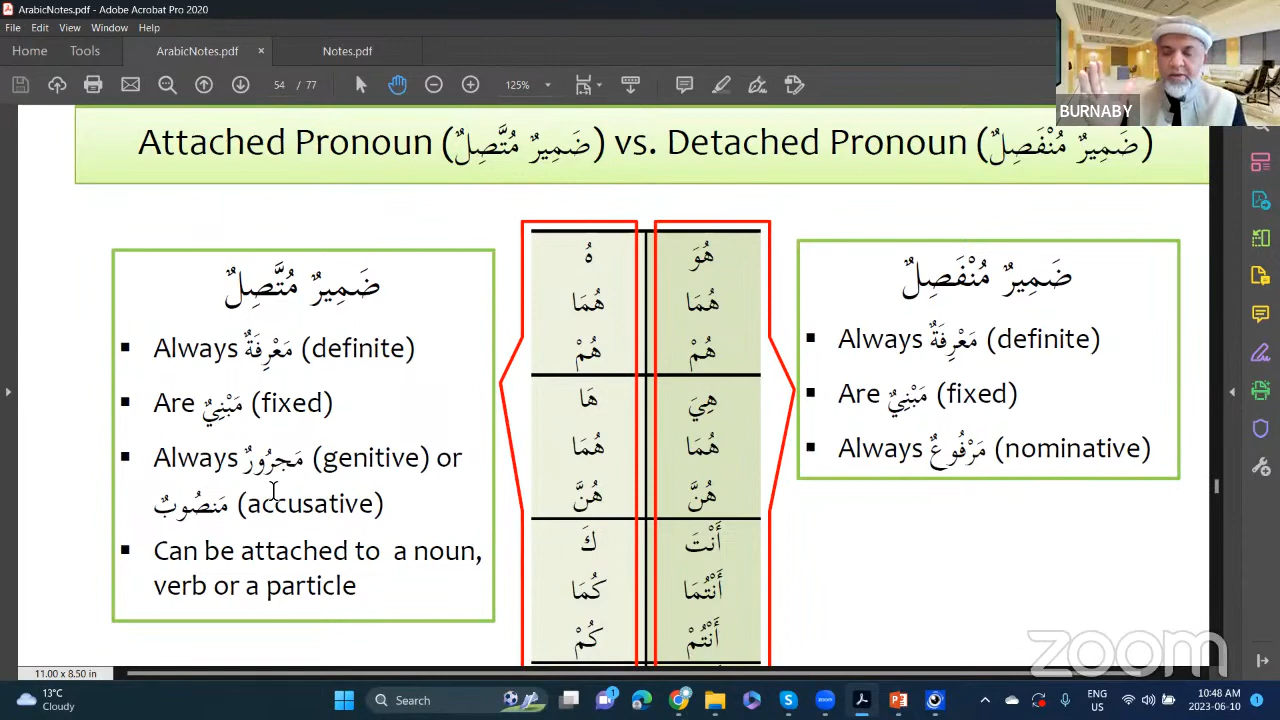 ArabicNotes.pdf - Adobe Acrobat Pro 2020
File Edit View Window Help
Home Tools ArabicNotes.pdf × Notes.pdf
54 / 77 125%
BURNABY
Attached Pronoun (ضَمِيرٌ مُتَّصِلٌ) vs. Detached Pronoun (ضَمِيرٌ مُنْفَصِلٌ)
ضَمِيرٌ مُتَّصِلٌ
▪ Always مَعْرِفَةٌ (definite)
▪ Are مَبْنِيٌ (fixed)
▪ Always مَجرُورٌ (genitive) or
مَنصُوبٌ (accusative)
▪ Can be attached to a noun,
verb or a particle
هُ هُوَ
هُمَا هُمَا
هُمْ هُمْ
هَا هِيَ
هُمَا هُمَا
هُنَّ هُنَّ
كَ أَنْتَ
كُمَا أَنْتُمَا
كُمْ أَنْتُمْ
ضَمِيرٌ مُنْفَصِلٌ
▪ Always مَعْرِفَةٌ (definite)
▪ Are مَبْنِيٌ (fixed)
▪ Always مَرْفُوعٌ (nominative)
zoom
11.00 x 8.50 in
13°C
Cloudy
Search
ENG
US
10:48 AM
2023-06-10